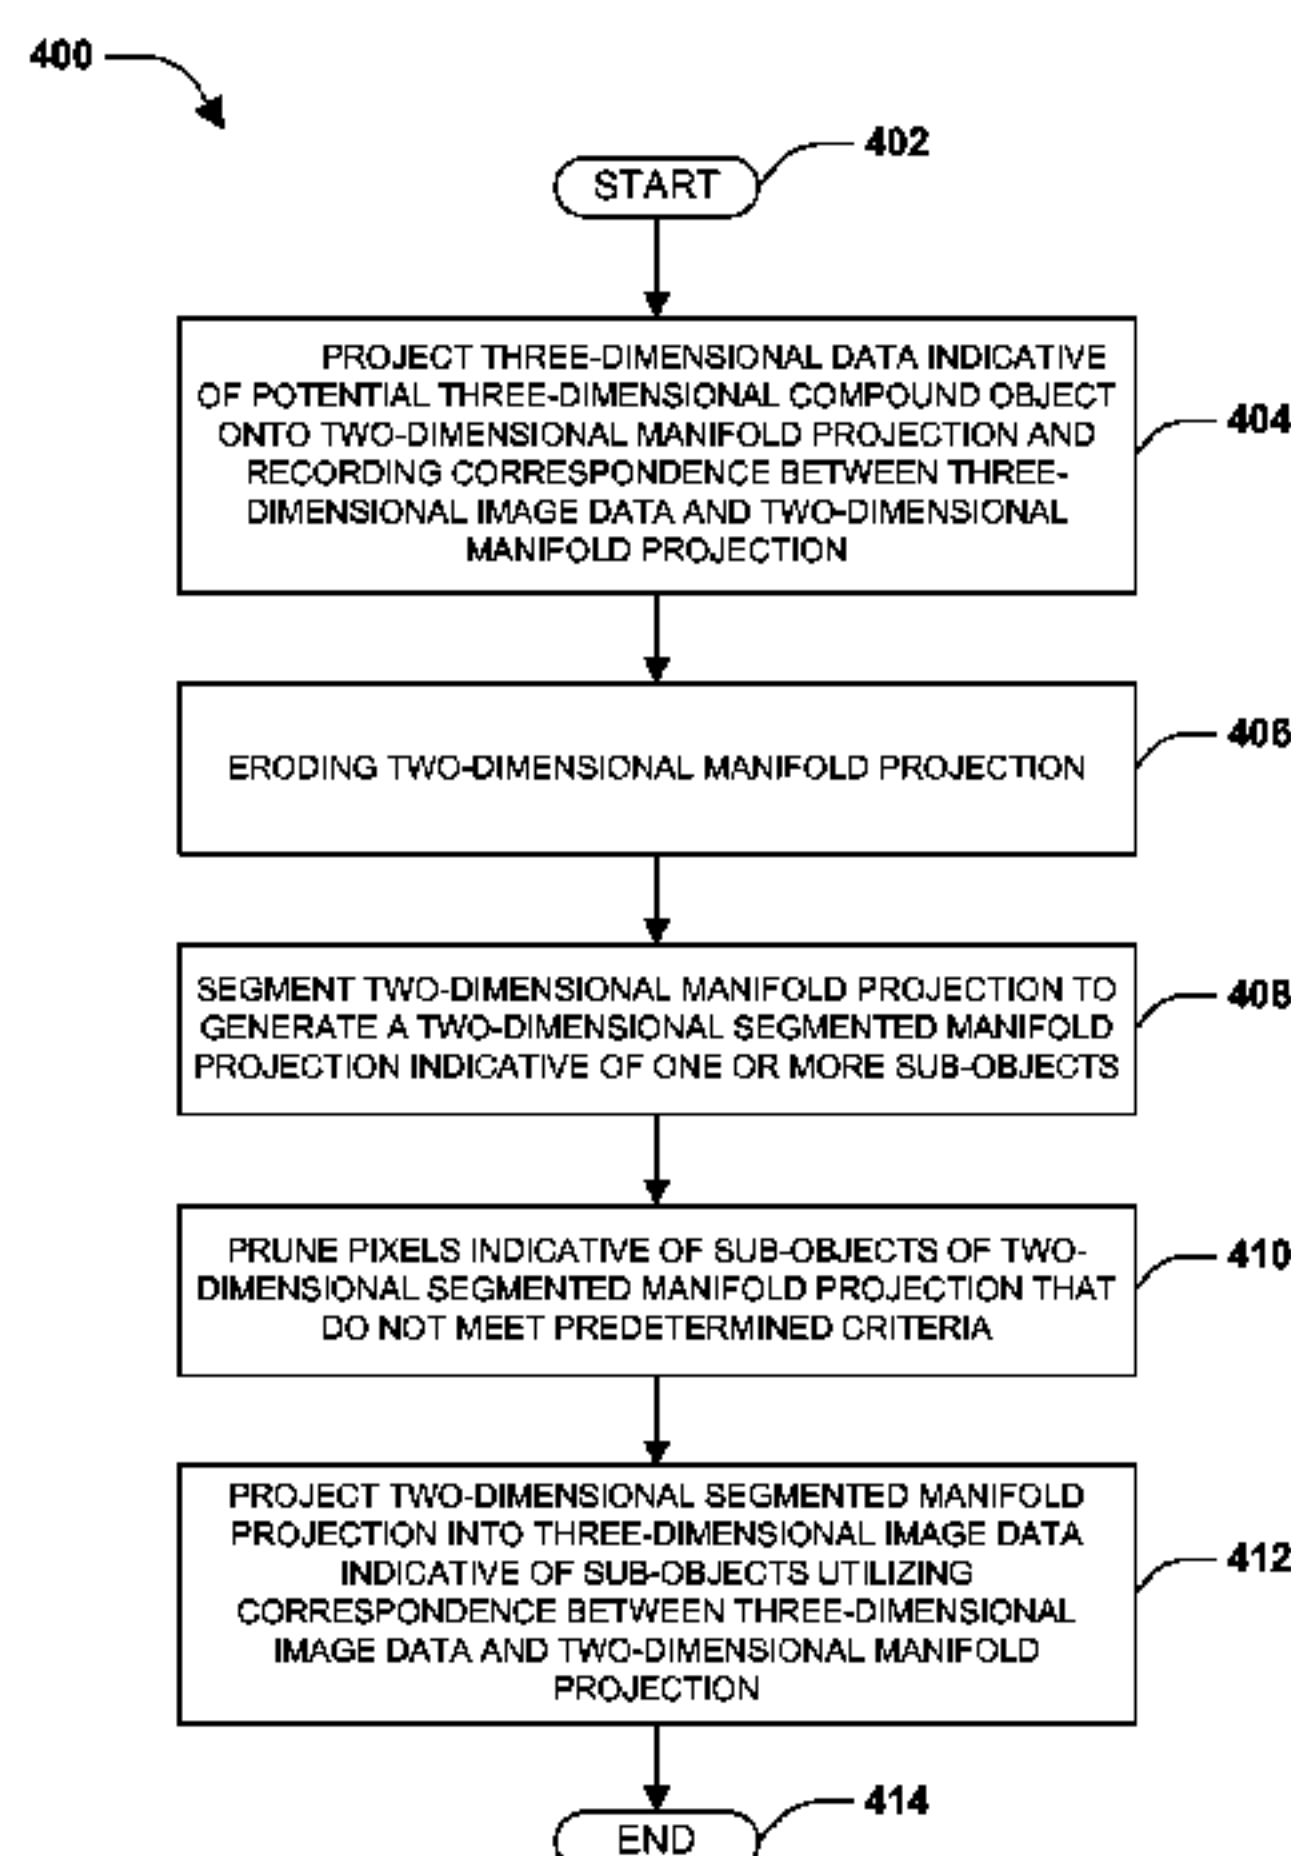 400
402
START
PROJECT THREE-DIMENSIONAL DATA INDICATIVE
OF POTENTIAL THREE-DIMENSIONAL COMPOUND OBJECT
ONTO TWO-DIMENSIONAL MANIFOLD PROJECTION AND
RECORDING CORRESPONDENCE BETWEEN THREE-
DIMENSIONAL IMAGE DATA AND TWO-DIMENSIONAL
MANIFOLD PROJECTION
404
ERODING TWO-DIMENSIONAL MANIFOLD PROJECTION
406
SEGMENT TWO-DIMENSIONAL MANIFOLD PROJECTION TO
GENERATE A TWO-DIMENSIONAL SEGMENTED MANIFOLD
PROJECTION INDICATIVE OF ONE OR MORE SUB-OBJECTS
408
PRUNE PIXELS INDICATIVE OF SUB-OBJECTS OF TWO-
DIMENSIONAL SEGMENTED MANIFOLD PROJECTION THAT
DO NOT MEET PREDETERMINED CRITERIA
410
PROJECT TWO-DIMENSIONAL SEGMENTED MANIFOLD
PROJECTION INTO THREE-DIMENSIONAL IMAGE DATA
INDICATIVE OF SUB-OBJECTS UTILIZING
CORRESPONDENCE BETWEEN THREE-DIMENSIONAL
IMAGE DATA AND TWO-DIMENSIONAL MANIFOLD
PROJECTION
412
414
END